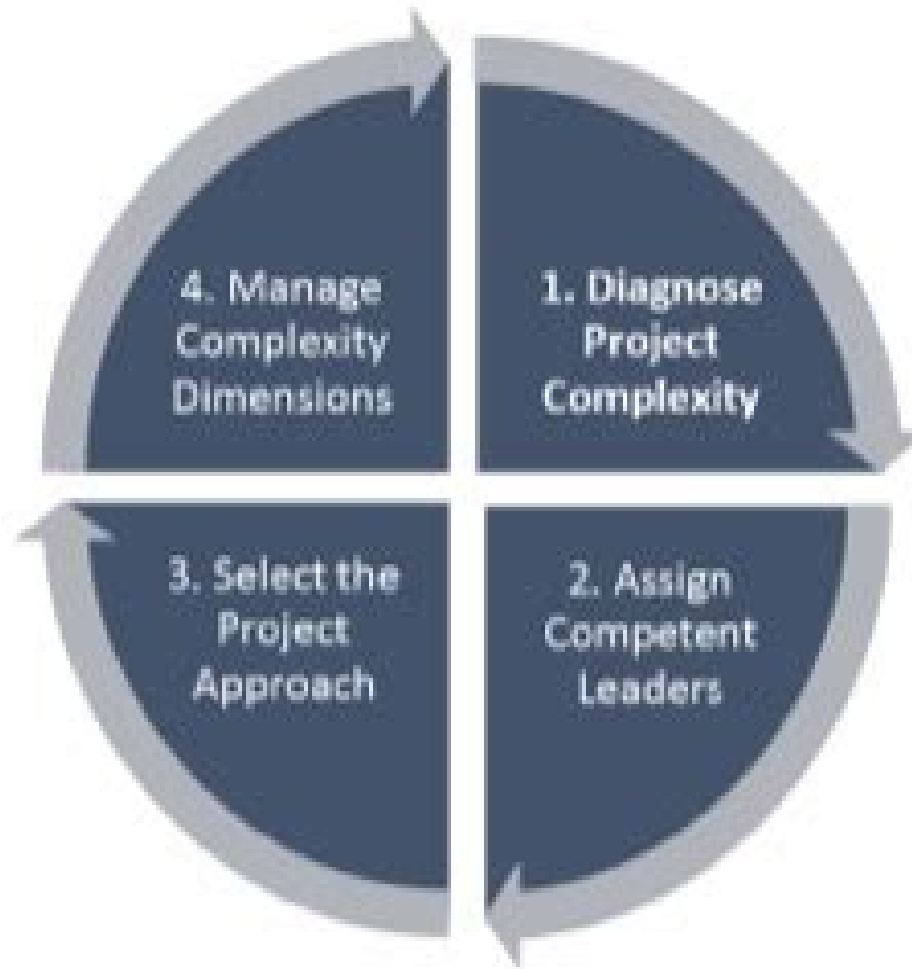 1. Diagnose
Project
Complexity
2. Assign
Competent
Leaders
3. Select the
Project
Approach
4. Manage
Complexity
Dimensions